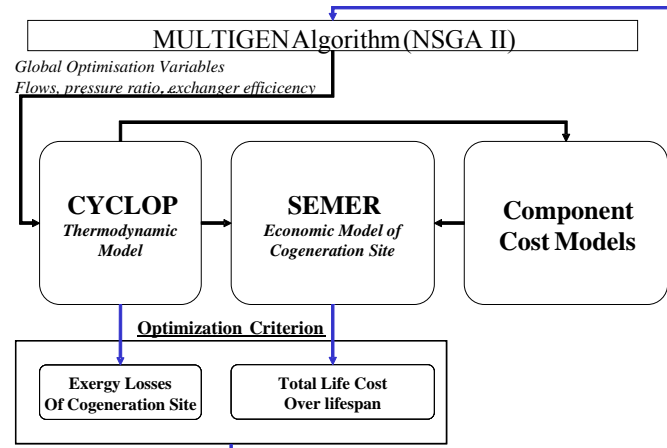 MULTIGEN Algorithm (NSGA II)
Global Optimisation Variables
Flows, pressure ratio, exchanger efficicency
CYCLOP
Thermodynamic
Model
SEMER
Economic Model of
Cogeneration Site
Component
Cost Models
Optimization Criterion
Exergy Losses
Of Cogeneration Site
Total Life Cost
Over lifespan